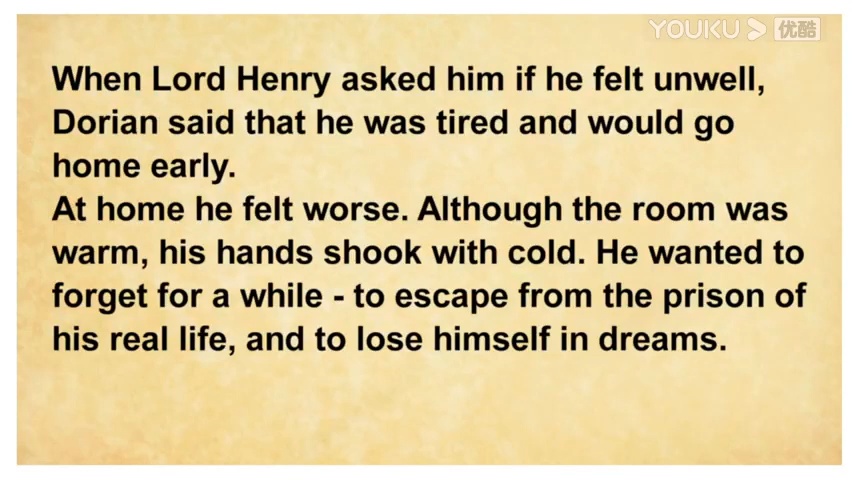 YOUKU 优酷
When Lord Henry asked him if he felt unwell,
Dorian said that he was tired and would go
home early.
At home he felt worse. Although the room was
warm, his hands shook with cold. He wanted to
forget for a while - to escape from the prison of
his real life, and to lose himself in dreams.